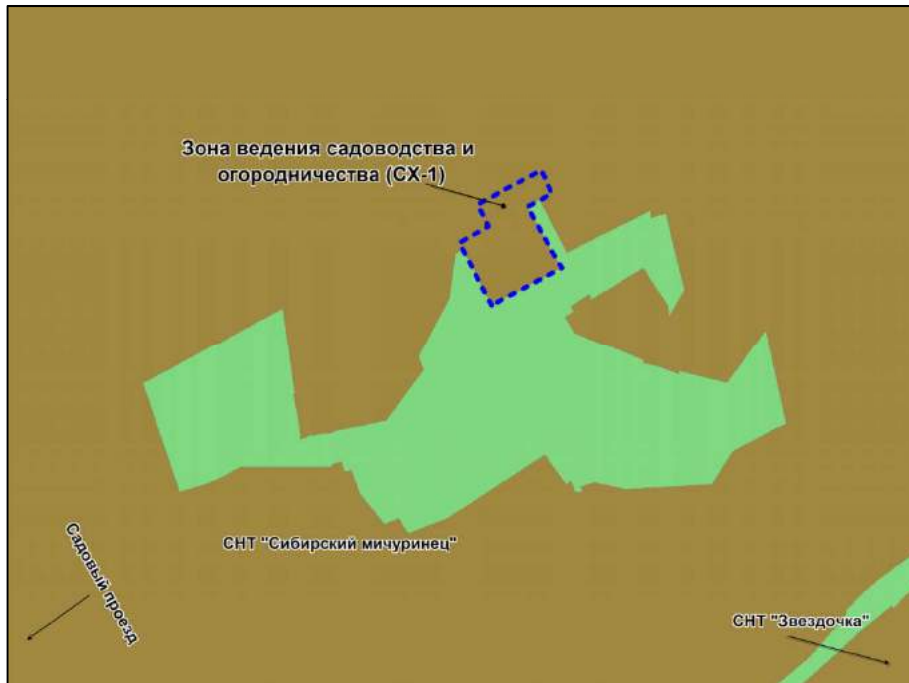 Зона ведения садоводства и
огородничества (СХ-1)
СНТ "Сибирский мичуринец"
Садовый проезд
СНТ "Звездочка"